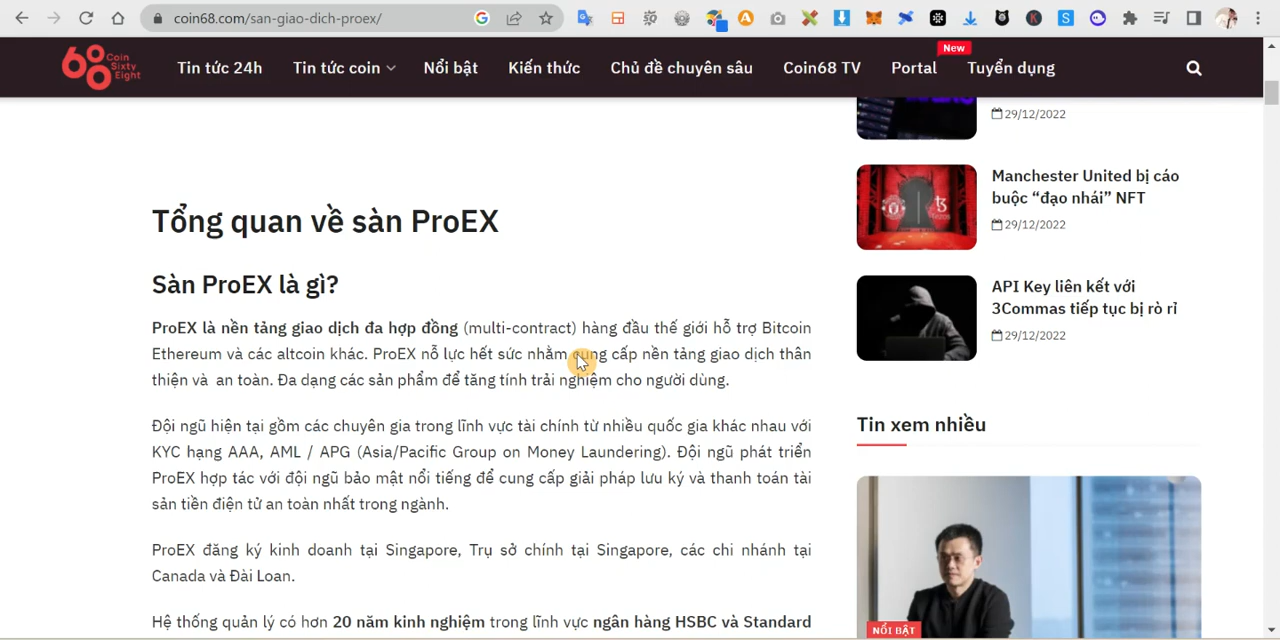 coin68.com/san-giao-dich-proex/
68 Coin Sixty Eight
Tin tức 24h
Tin tức coin
Nổi bật
Kiến thức
Chủ đề chuyên sâu
Coin68 TV
Portal
New
Tuyển dụng
Tổng quan về sàn ProEX
Sàn ProEX là gì?
ProEX là nền tảng giao dịch đa hợp đồng (multi-contract) hàng đầu thế giới hỗ trợ Bitcoin
Ethereum và các altcoin khác. ProEX nỗ lực hết sức nhằm cung cấp nền tảng giao dịch thân
thiện và an toàn. Đa dạng các sản phẩm để tăng tính trải nghiệm cho người dùng.
Đội ngũ hiện tại gồm các chuyên gia trong lĩnh vực tài chính từ nhiều quốc gia khác nhau với
KYC hạng AAA, AML / APG (Asia/Pacific Group on Money Laundering). Đội ngũ phát triển
ProEX hợp tác với đội ngũ bảo mật nổi tiếng để cung cấp giải pháp lưu ký và thanh toán tài
sản tiền điện tử an toàn nhất trong ngành.
ProEX đăng ký kinh doanh tại Singapore, Trụ sở chính tại Singapore, các chi nhánh tại
Canada và Đài Loan.
Hệ thống quản lý có hơn 20 năm kinh nghiệm trong lĩnh vực ngân hàng HSBC và Standard
29/12/2022
Manchester United bị cáo
buộc “đạo nhái” NFT
29/12/2022
API Key liên kết với
3Commas tiếp tục bị rò rỉ
29/12/2022
Tin xem nhiều
NỔI BẬT